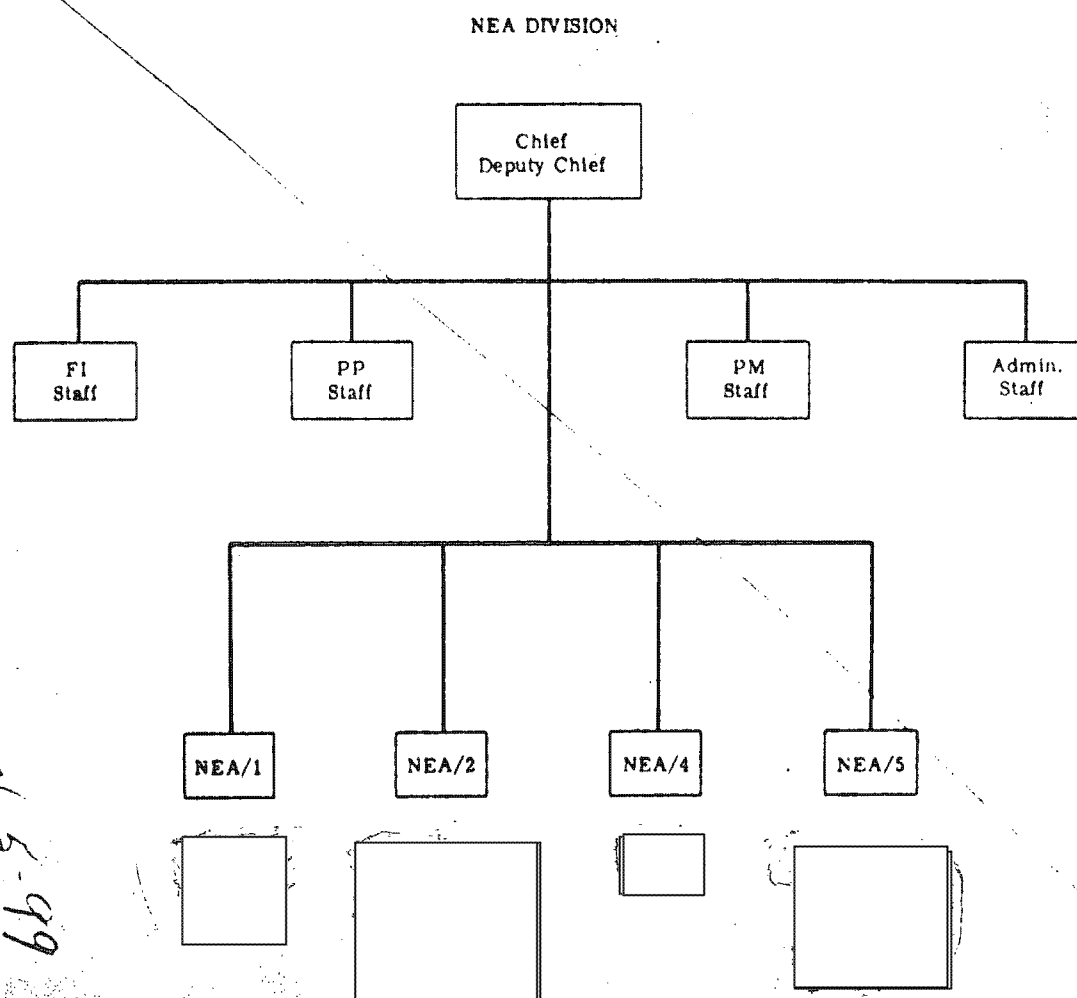 NEA DIVISION
Chief
Deputy Chief
FI
Staff
PP
Staff
PM
Staff
Admin.
Staff
NEA/1
NEA/2
NEA/4
NEA/5